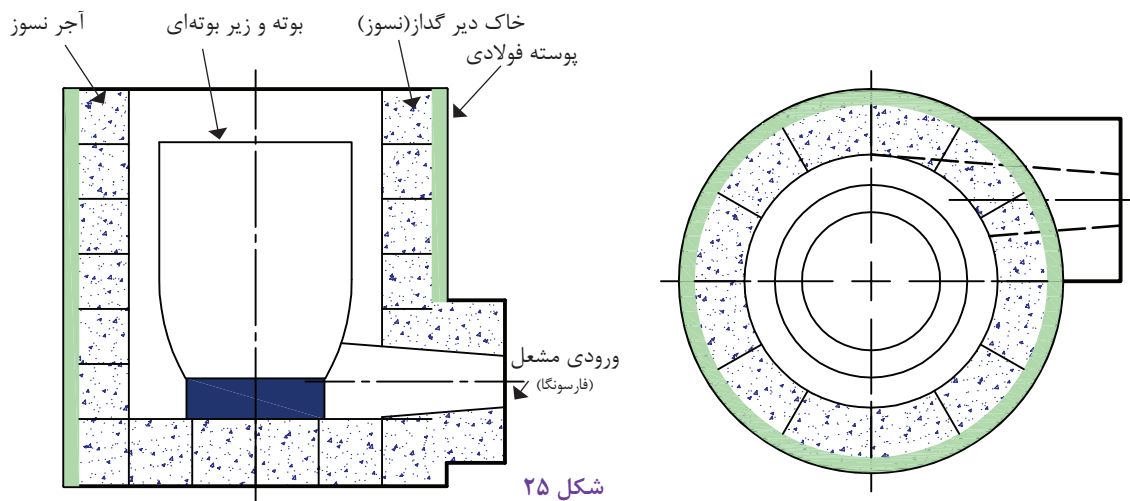 آجر نسوز
بوته و زیر بوته‌ای
خاک دیر گداز(نسوز)
پوسته فولادی
ورودی مشعل
(فارسونگا)
شکل ۲۵